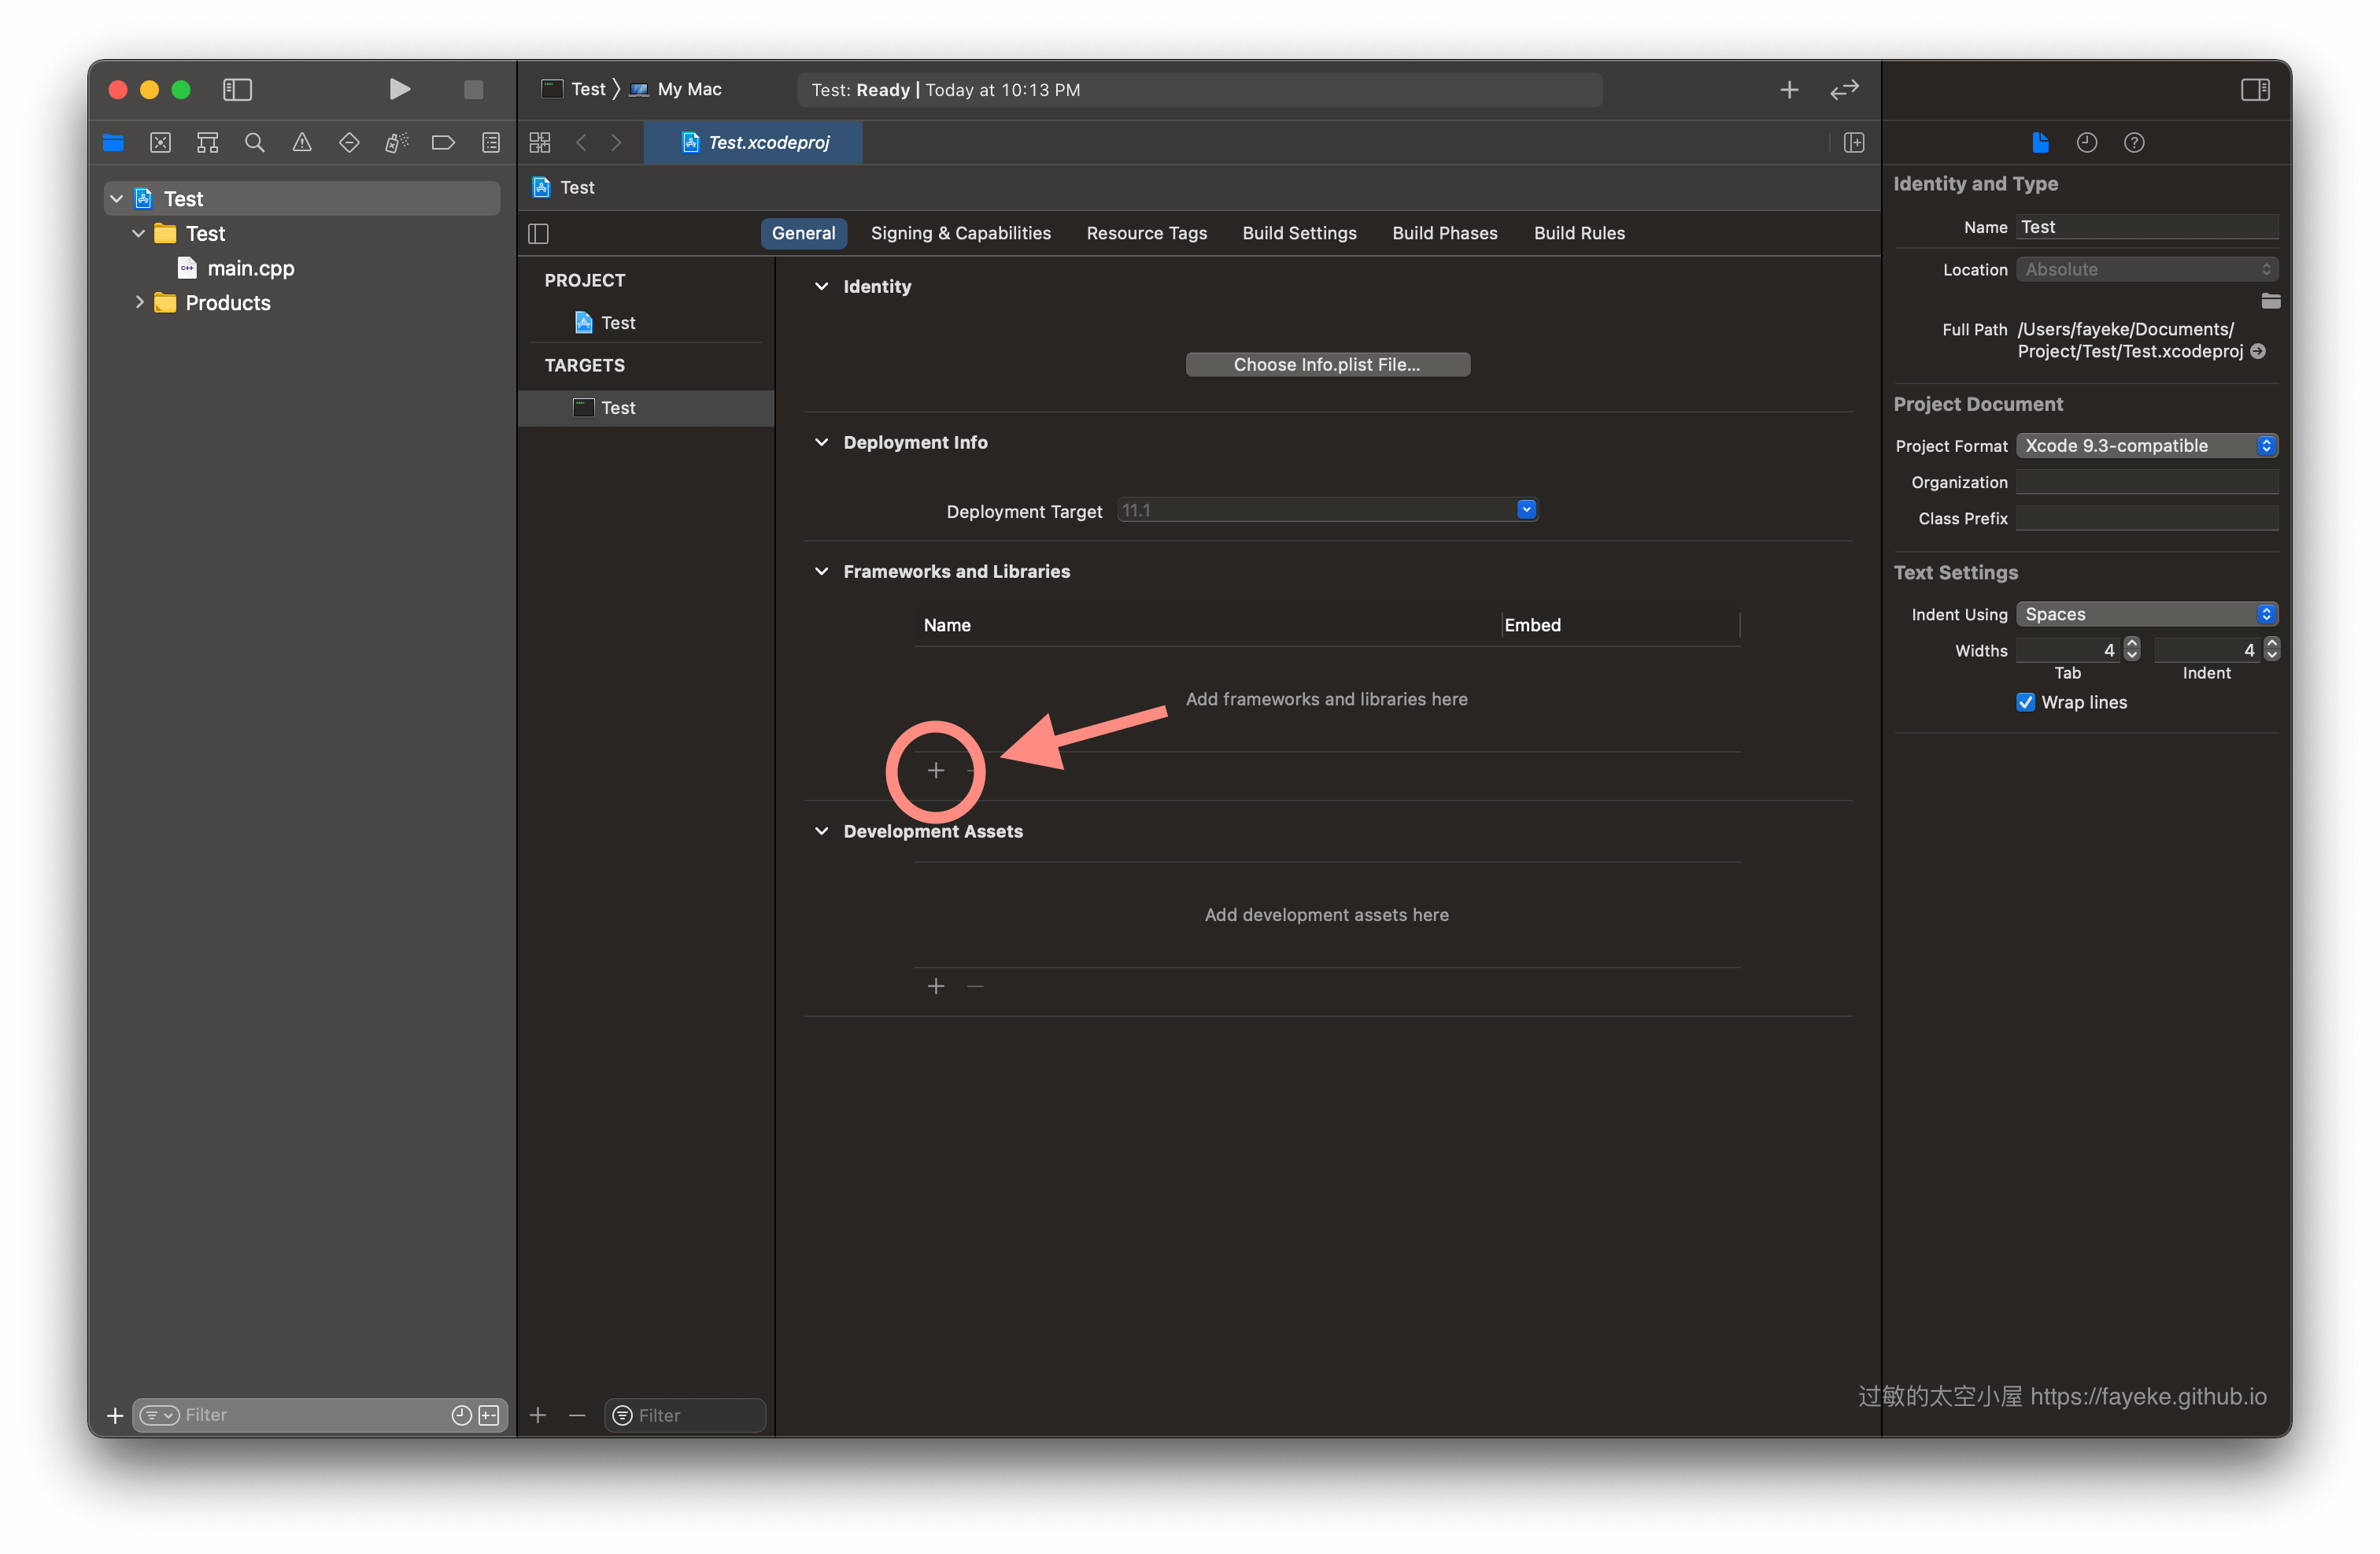 Test 〉 My Mac
Test: Ready | Today at 10:13 PM
Test.xcodeproj
Test
Test
main.cpp
Products
Filter
Test
General
Signing & Capabilities
Resource Tags
Build Settings
Build Phases
Build Rules
PROJECT
Test
TARGETS
Test
Filter
Identity
Choose Info.plist File...
Deployment Info
Deployment Target 11.1
Frameworks and Libraries
Name Embed
Add frameworks and libraries here
Development Assets
Add development assets here
Identity and Type
Name Test
Location Absolute
Full Path /Users/fayeke/Documents/
Project/Test/Test.xcodeproj
Project Document
Project Format Xcode 9.3-compatible
Organization
Class Prefix
Text Settings
Indent Using Spaces
Widths 4 4
Tab Indent
Wrap lines
过敏的太空小屋 https://fayeke.github.io